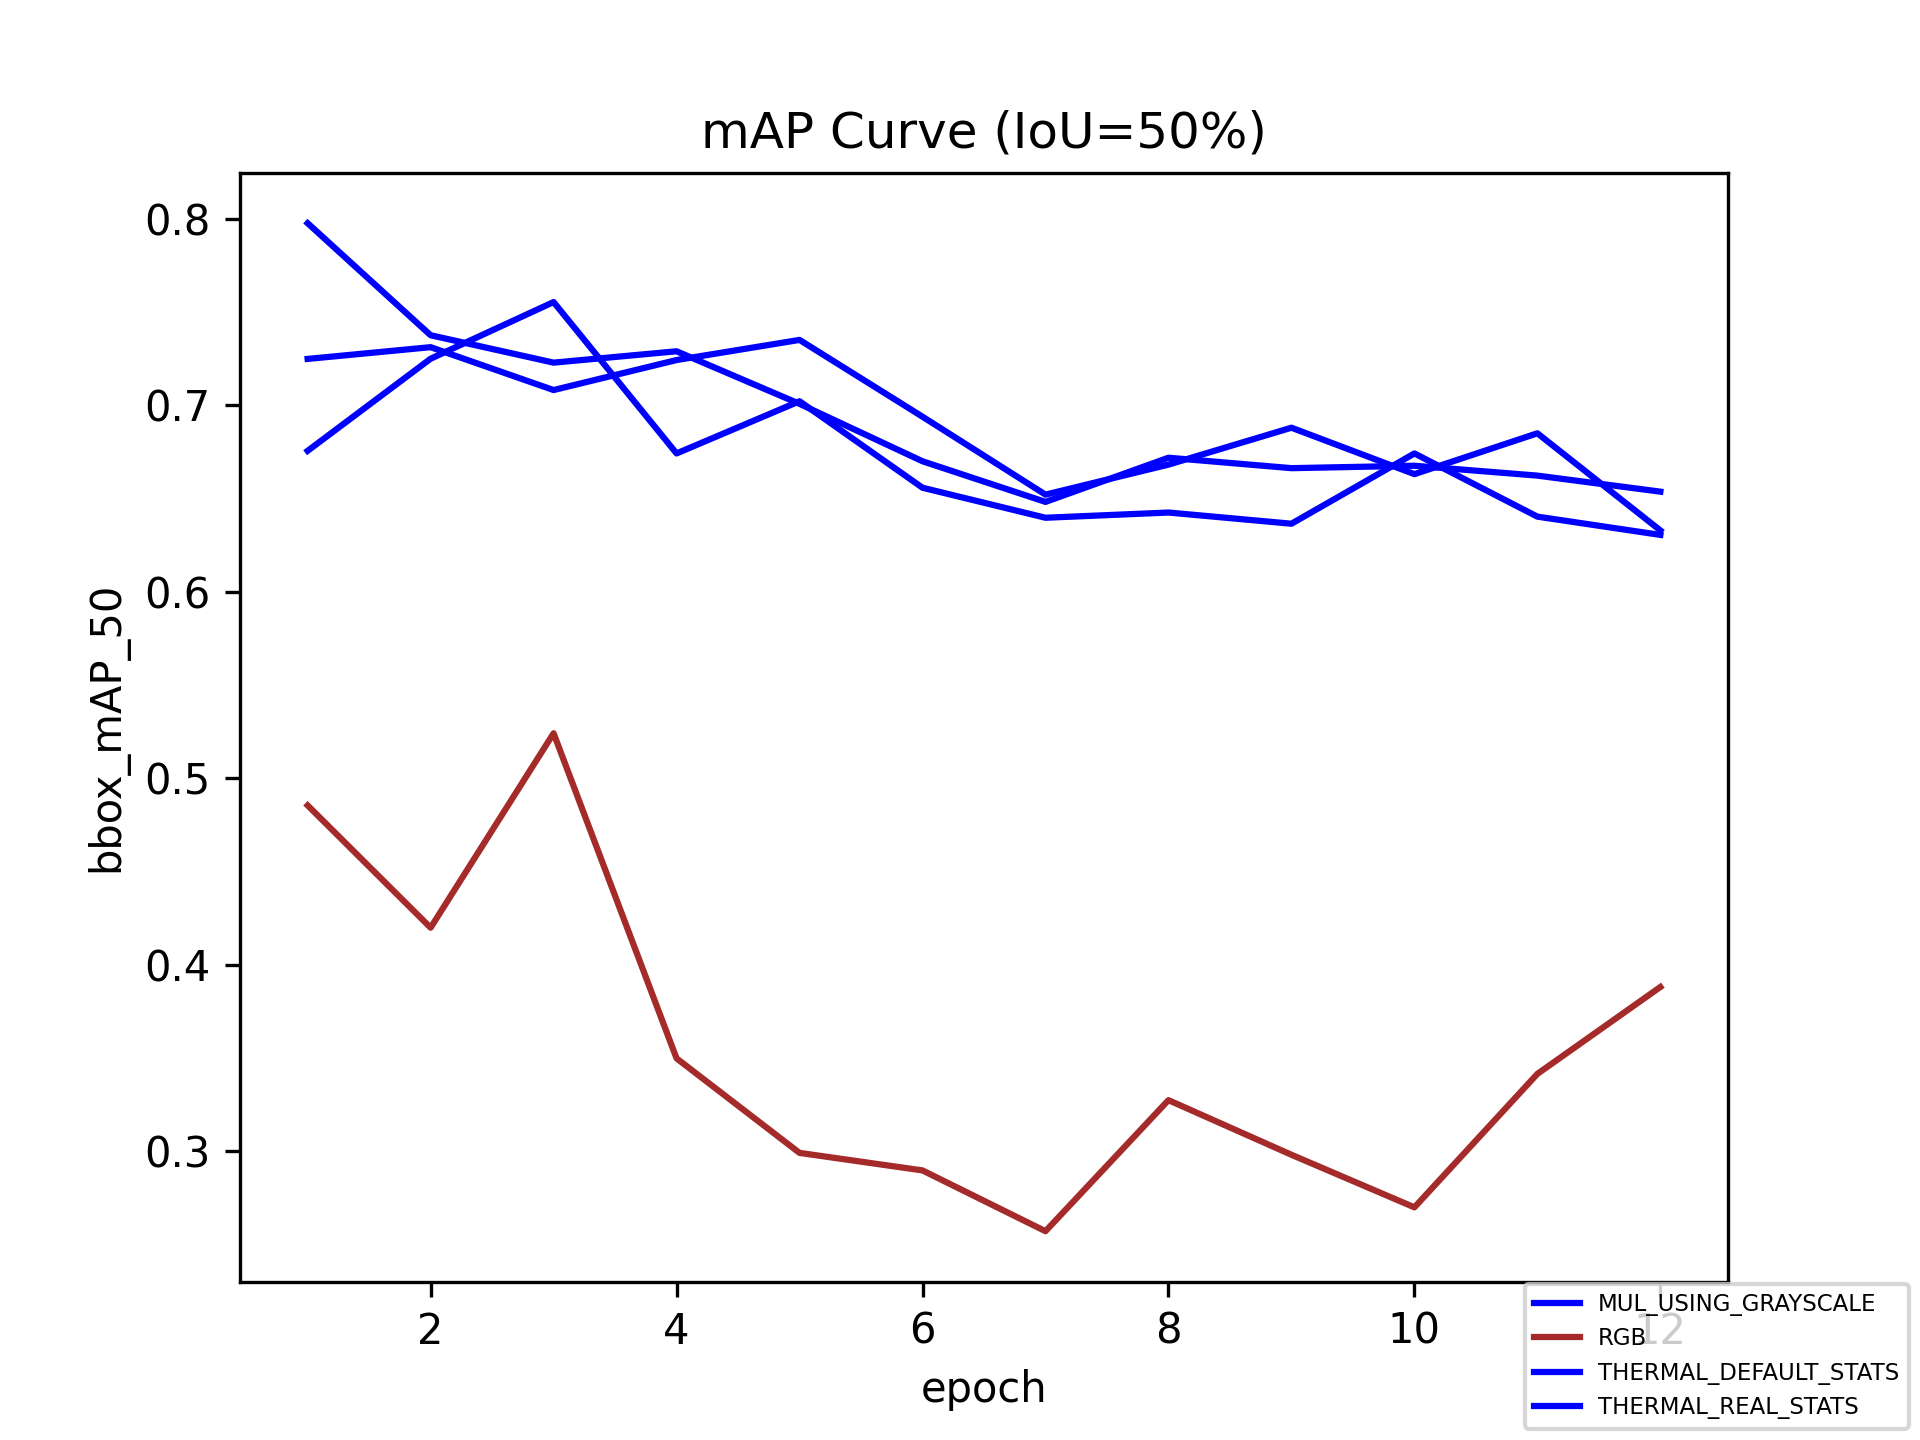 mAP Curve (IoU=50%)
bbox_mAP_50
0.8
0.7
0.6
0.5
0.4
0.3
2
4
6
8
10
12
epoch
MUL_USING_GRAYSCALE
RGB
THERMAL_DEFAULT_STATS
THERMAL_REAL_STATS